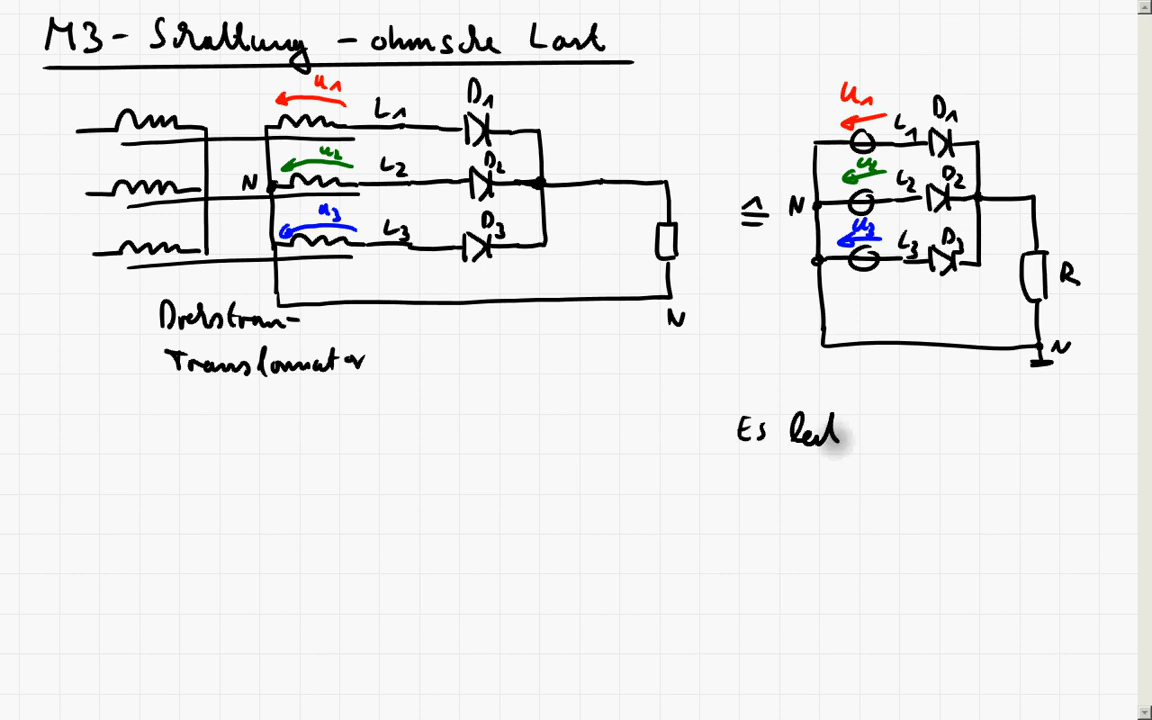 M3 - Schaltung - ohmsche Last
u1
L1
D1
u2
L2
D2
N
u3
L3
D3
N
Drehstrom-
Transformator
≙
u1
L1
D1
u2
L2
D2
N
u3
L3
D3
R
N
Es